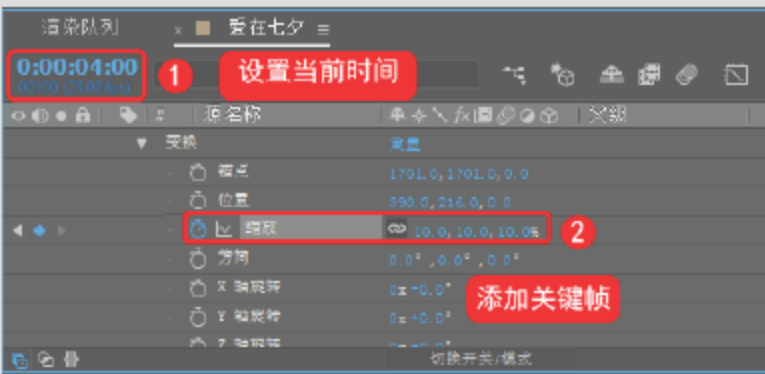 渲染队列
× 爱在七夕 ≡
0:00:04:00
1
设置当前时间
# 源名称
父级
变换
重置
锚点
1701.0, 1701.0, 0.0
位置
390.0, 216.0, 0.0
缩放
10.0, 10.0, 10.0%
2
方向
0.0°, 0.0°, 0.0°
X 轴旋转
0x+0.0°
添加关键帧
Y 轴旋转
0x+0.0°
Z 轴旋转
切换开关/模式